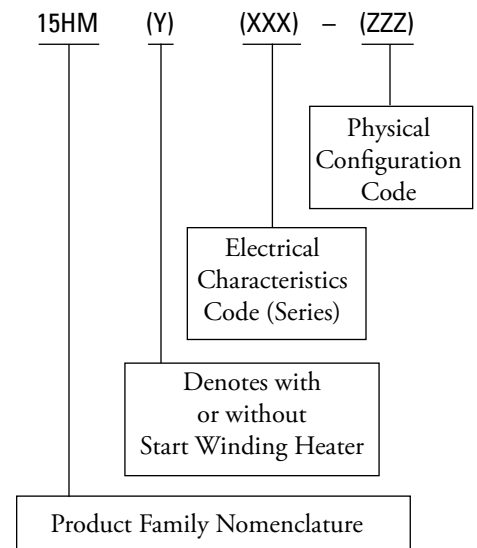 15HM (Y) (XXX) – (ZZZ)
Physical
Configuration
Code
Electrical
Characteristics
Code (Series)
Denotes with
or without
Start Winding Heater
Product Family Nomenclature